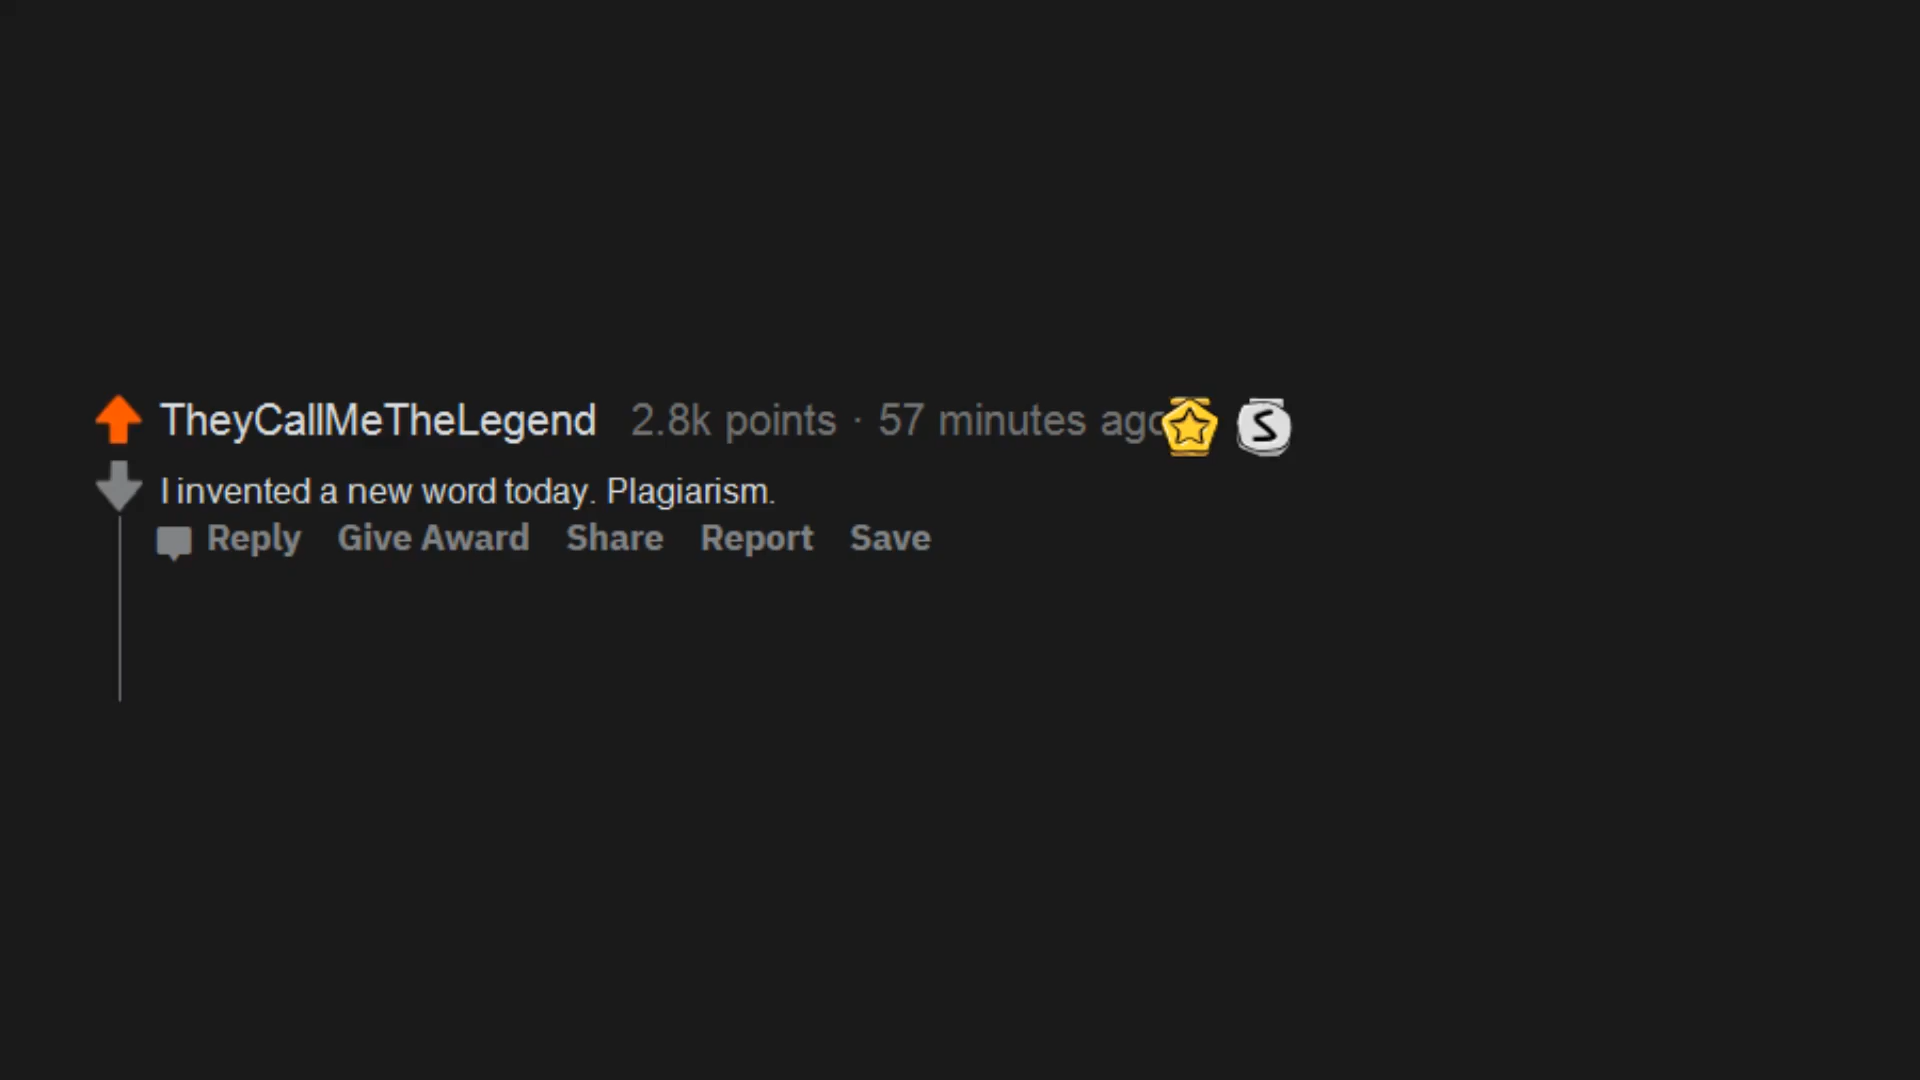 TheyCallMeTheLegend 2.8k points · 57 minutes ago
I invented a new word today. Plagiarism.
Reply Give Award Share Report Save